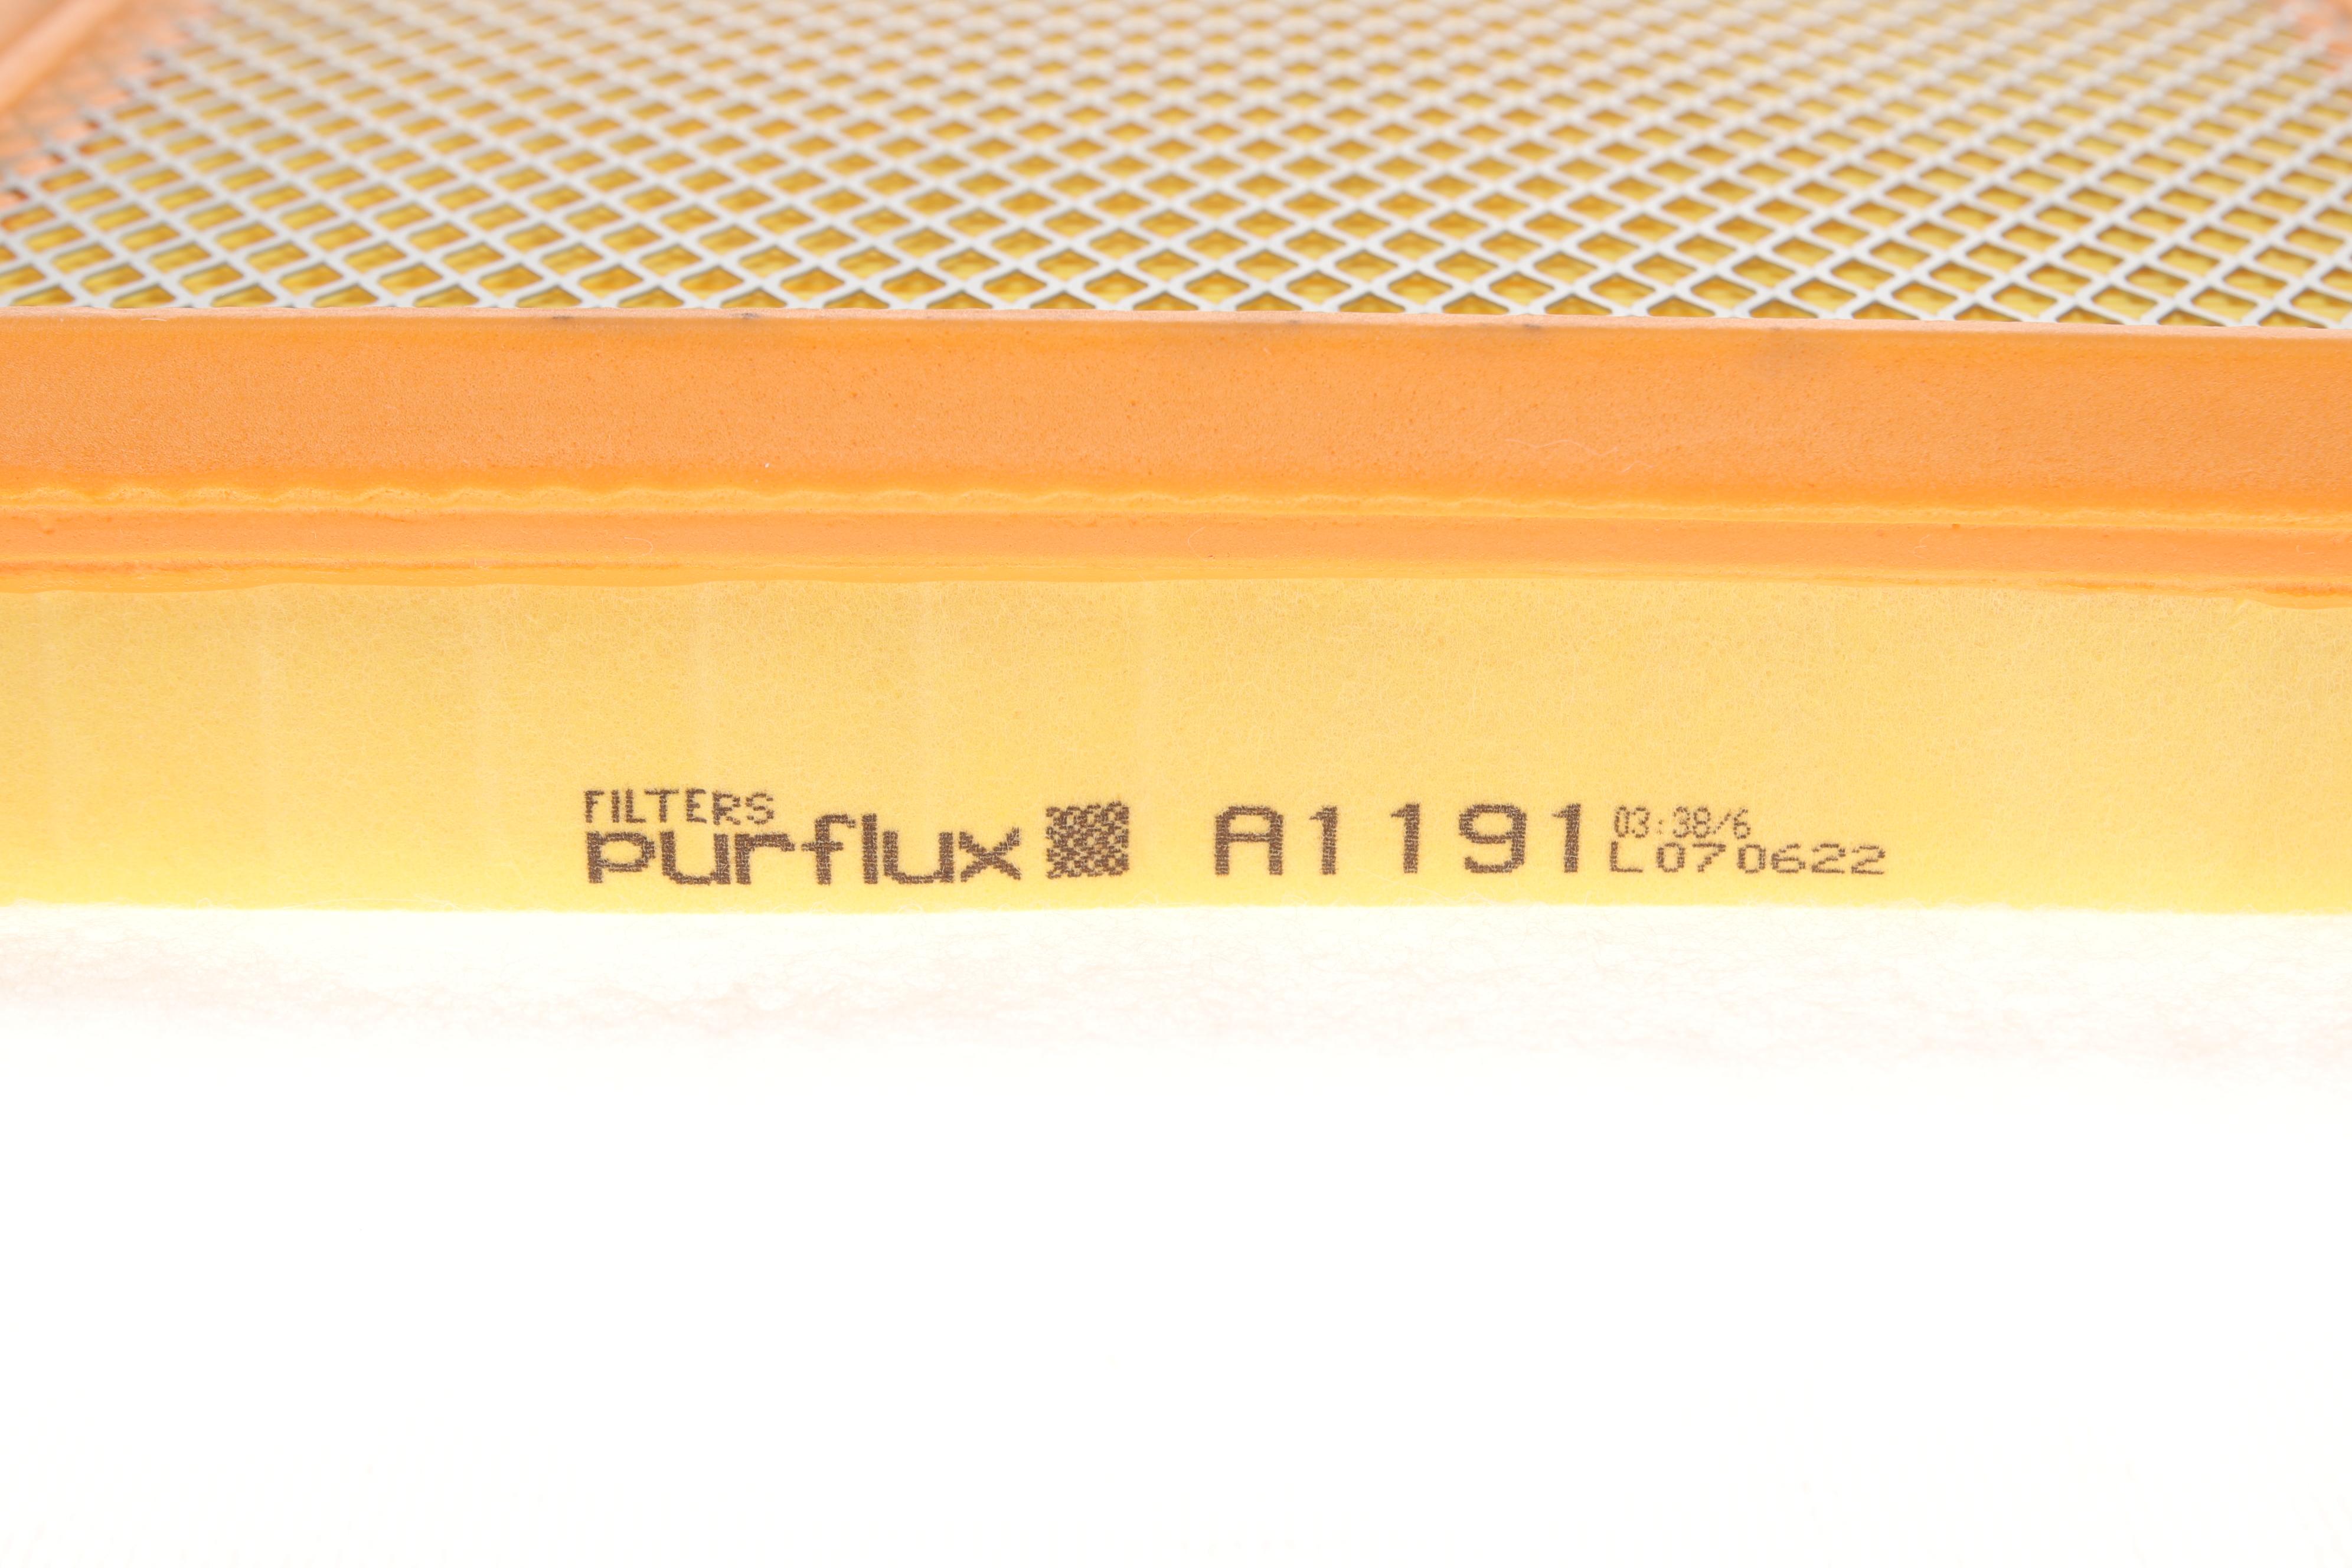 FILTERS
purflux A1191
03:38/6
L070622